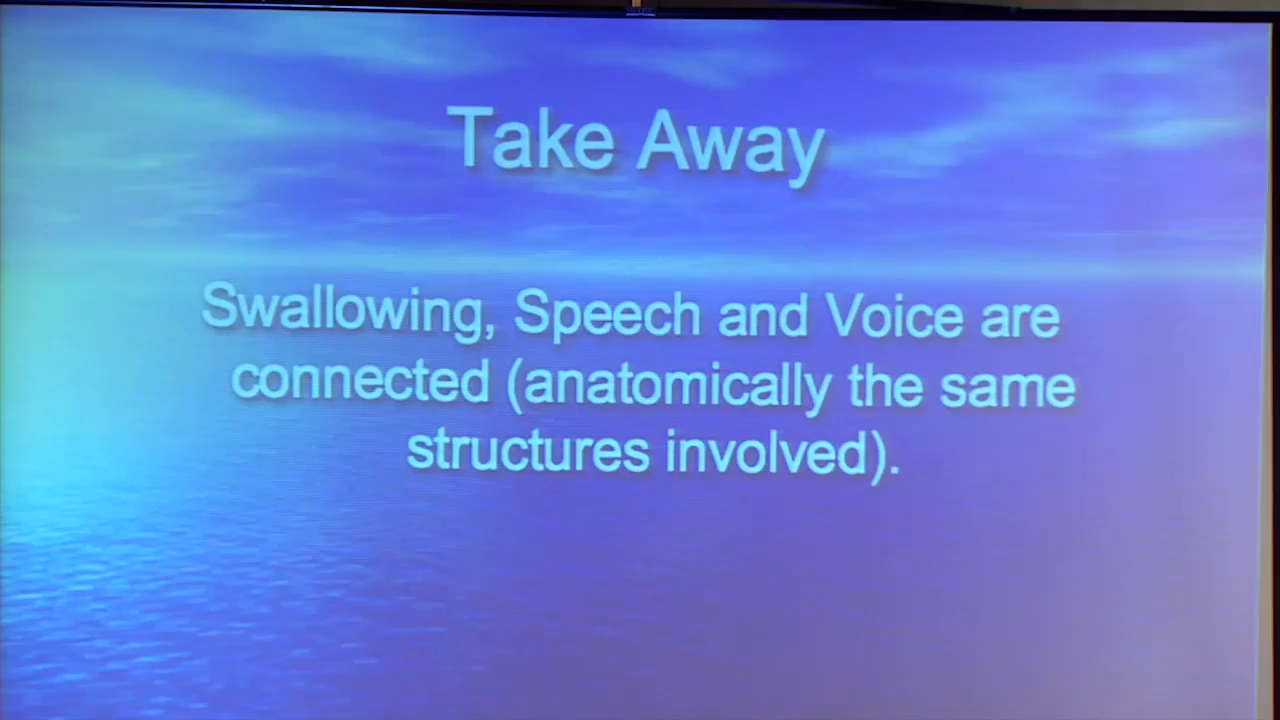 Take Away
Swallowing, Speech and Voice are
connected (anatomically the same
structures involved).